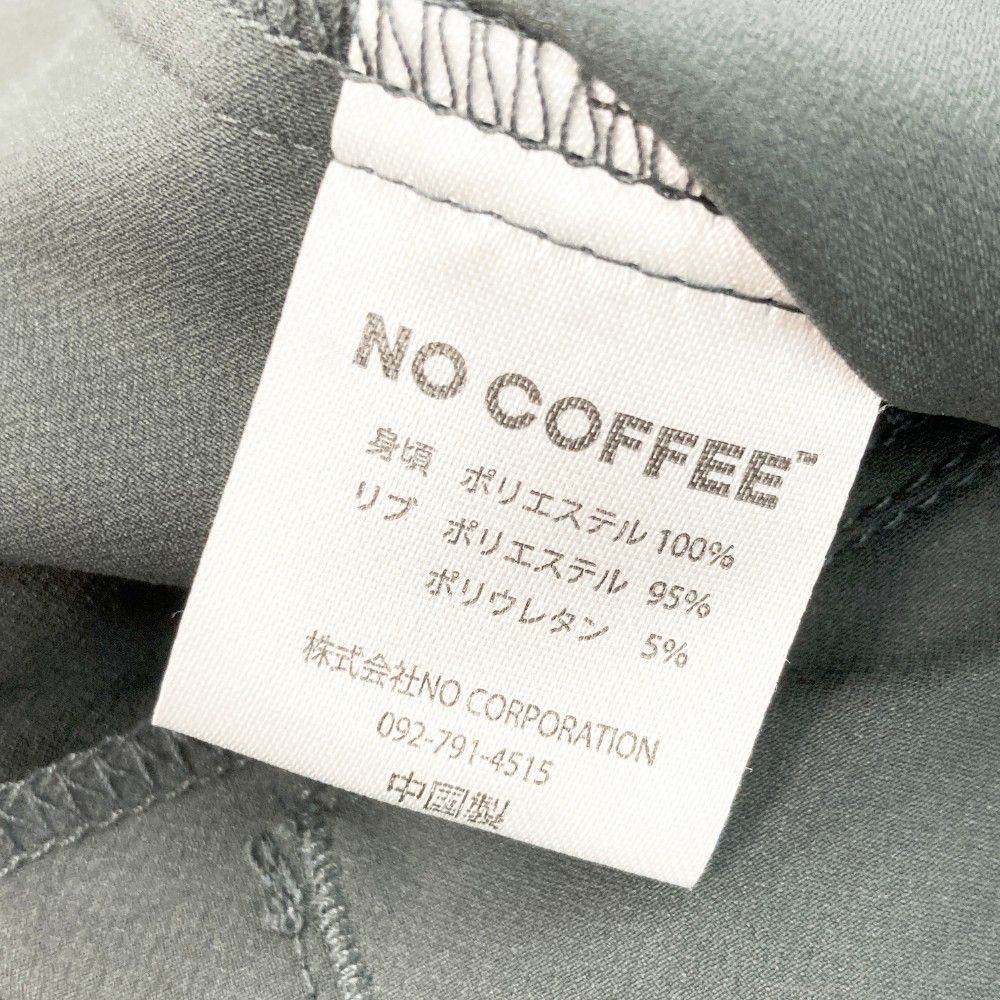 NO COFFEE™
身頃 ポリエステル 100%
リブ ポリエステル 95%
ポリウレタン 5%
株式会社NO CORPORATION
092-791-4515
中国製